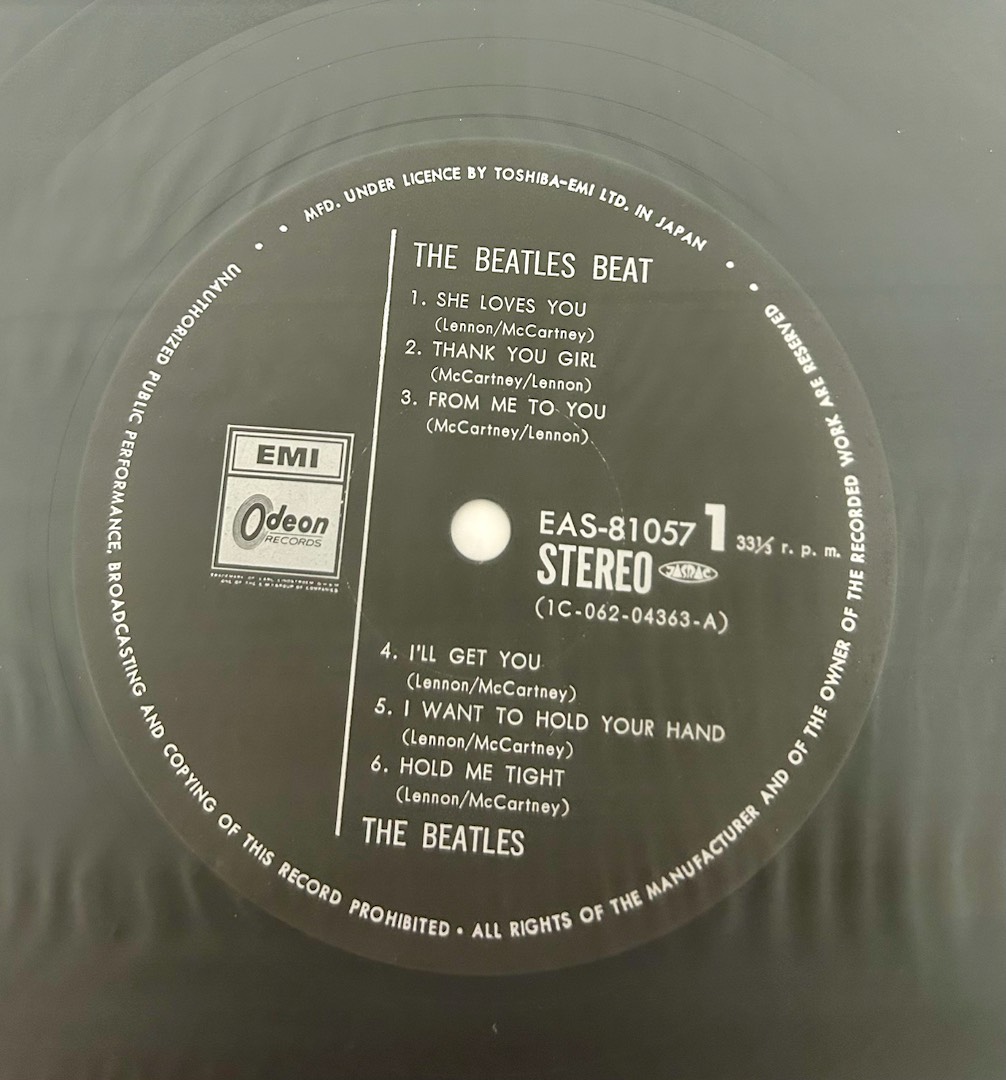 MFD. UNDER LICENCE BY TOSHIBA-EMI LTD. IN JAPAN
THE BEATLES BEAT
1. SHE LOVES YOU
(Lennon/McCartney)
2. THANK YOU GIRL
(McCartney/Lennon)
3. FROM ME TO YOU
(McCartney/Lennon)
EMI
Odeon
RECORDS
EAS-81057 1 33⅓ r. p. m.
STEREO JASRAC
(1C-062-04363-A)
4. I'LL GET YOU
(Lennon/McCartney)
5. I WANT TO HOLD YOUR HAND
(Lennon/McCartney)
6. HOLD ME TIGHT
(Lennon/McCartney)
THE BEATLES
UNAUTHORIZED PUBLIC PERFORMANCE, BROADCASTING AND COPYING OF THIS RECORD PROHIBITED • ALL RIGHTS OF THE MANUFACTURER AND OF THE OWNER OF THE RECORDED WORK ARE RESERVED